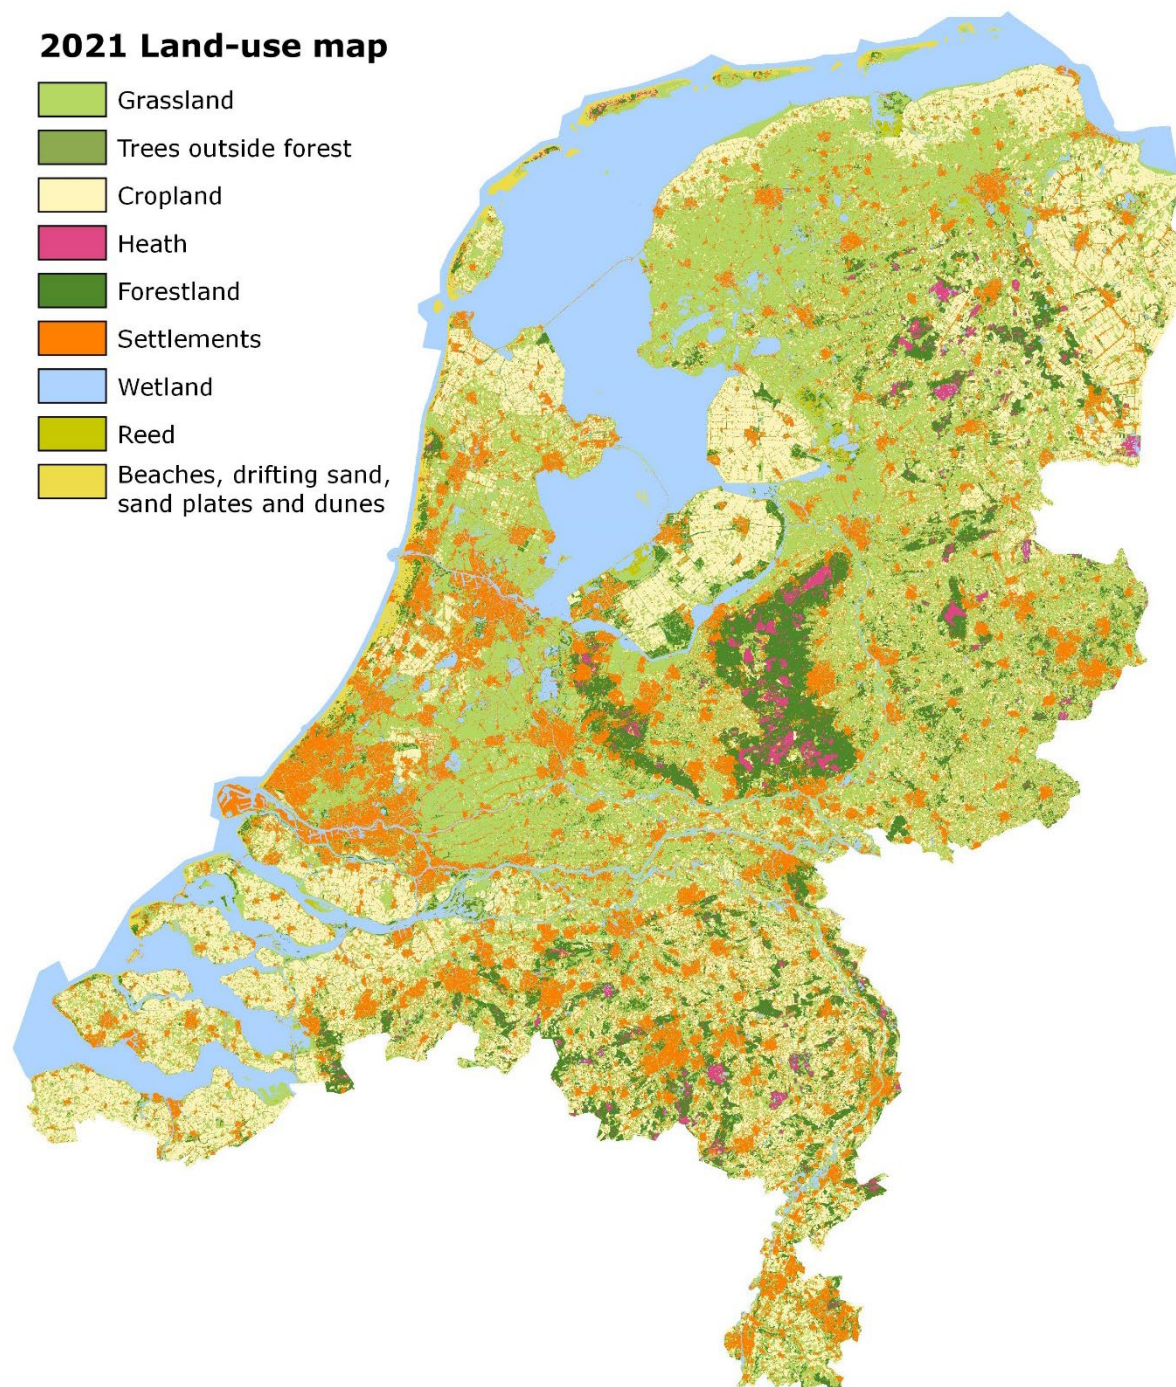 2021 Land-use map
Grassland
Trees outside forest
Cropland
Heath
Forestland
Settlements
Wetland
Reed
Beaches, drifting sand,
sand plates and dunes